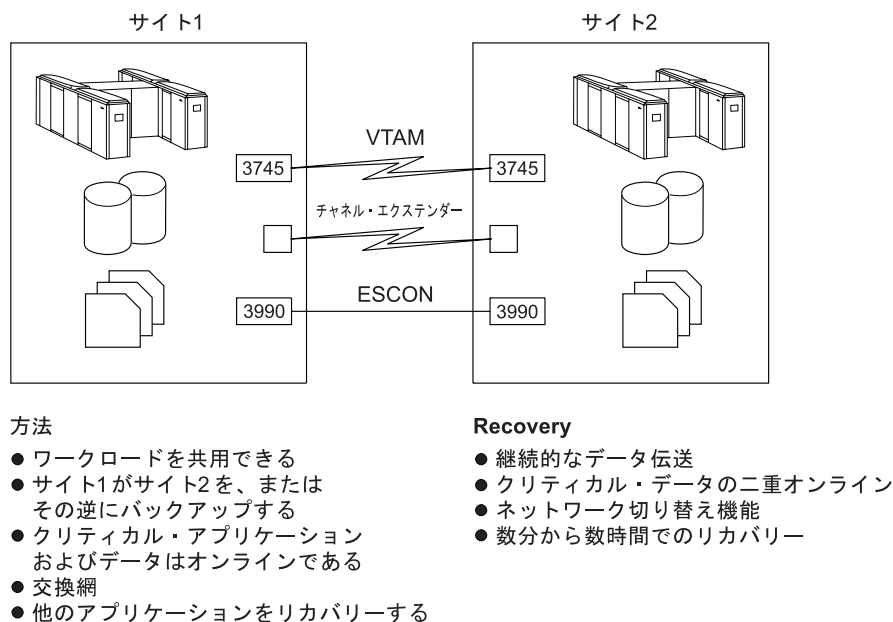 サイト1
サイト2
VTAM
3745
3745
チャネル・エクステンダー
ESCON
3990
3990
方法
● ワークロードを共用できる
● サイト1がサイト2を、または
その逆にバックアップする
● クリティカル・アプリケーション
およびデータはオンラインである
● 交換網
● 他のアプリケーションをリカバリーする
Recovery
● 継続的なデータ伝送
● クリティカル・データの二重オンライン
● ネットワーク切り替え機能
● 数分から数時間でのリカバリー